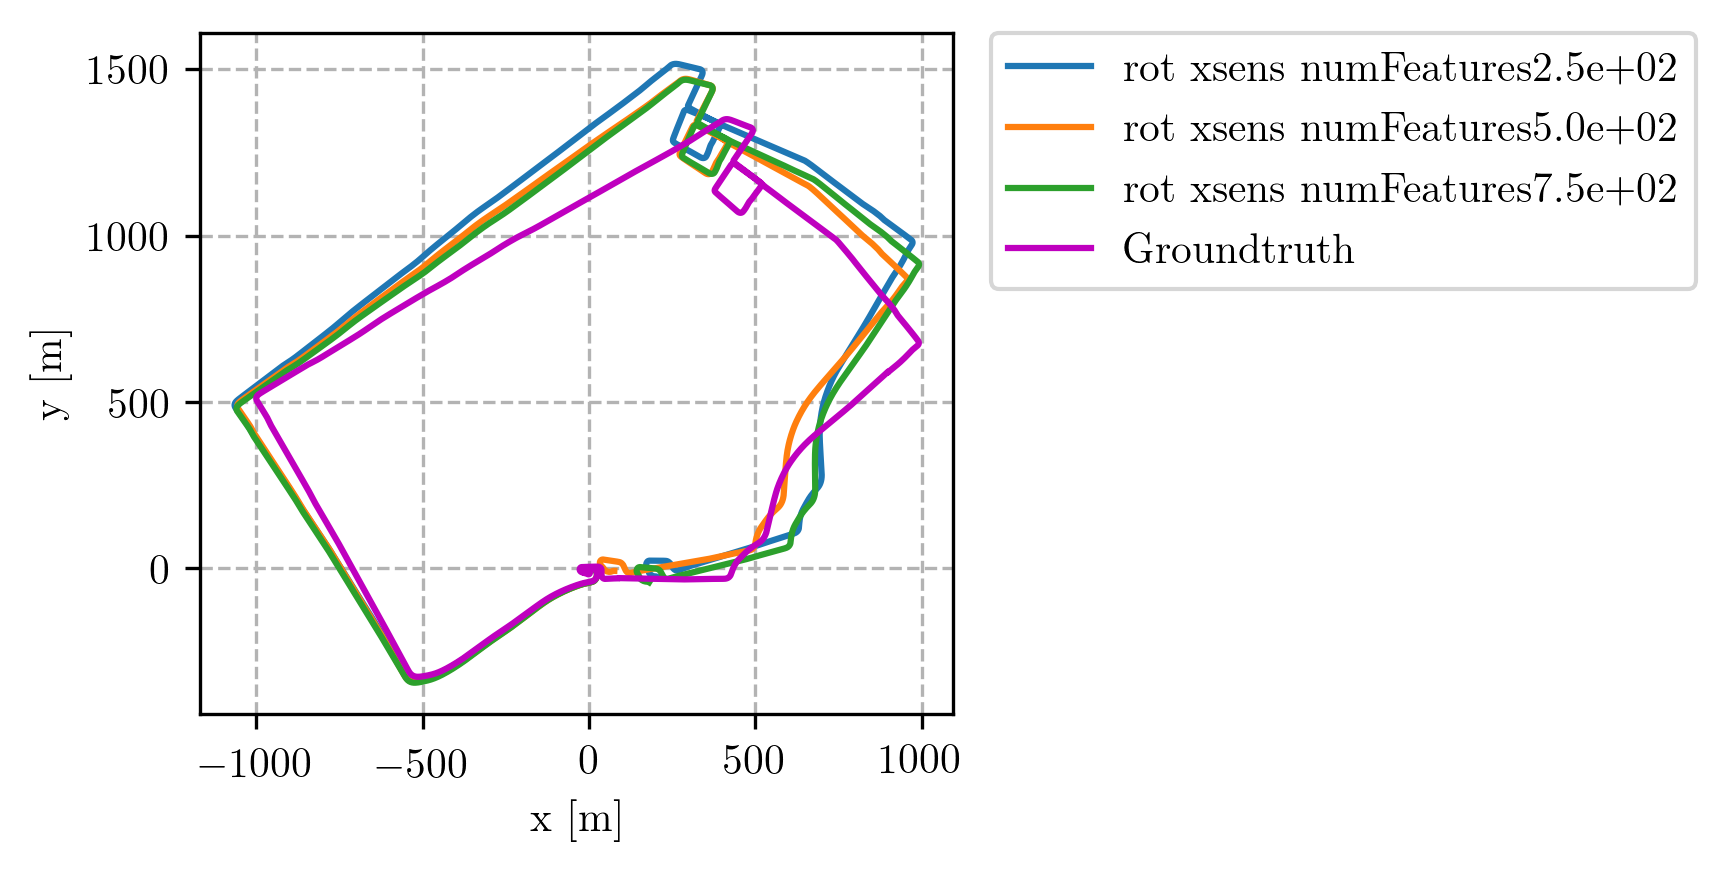 1500
1000
500
0
y [m]
−1000 −500 0 500 1000
x [m]
rot xsens numFeatures2.5e+02
rot xsens numFeatures5.0e+02
rot xsens numFeatures7.5e+02
Groundtruth